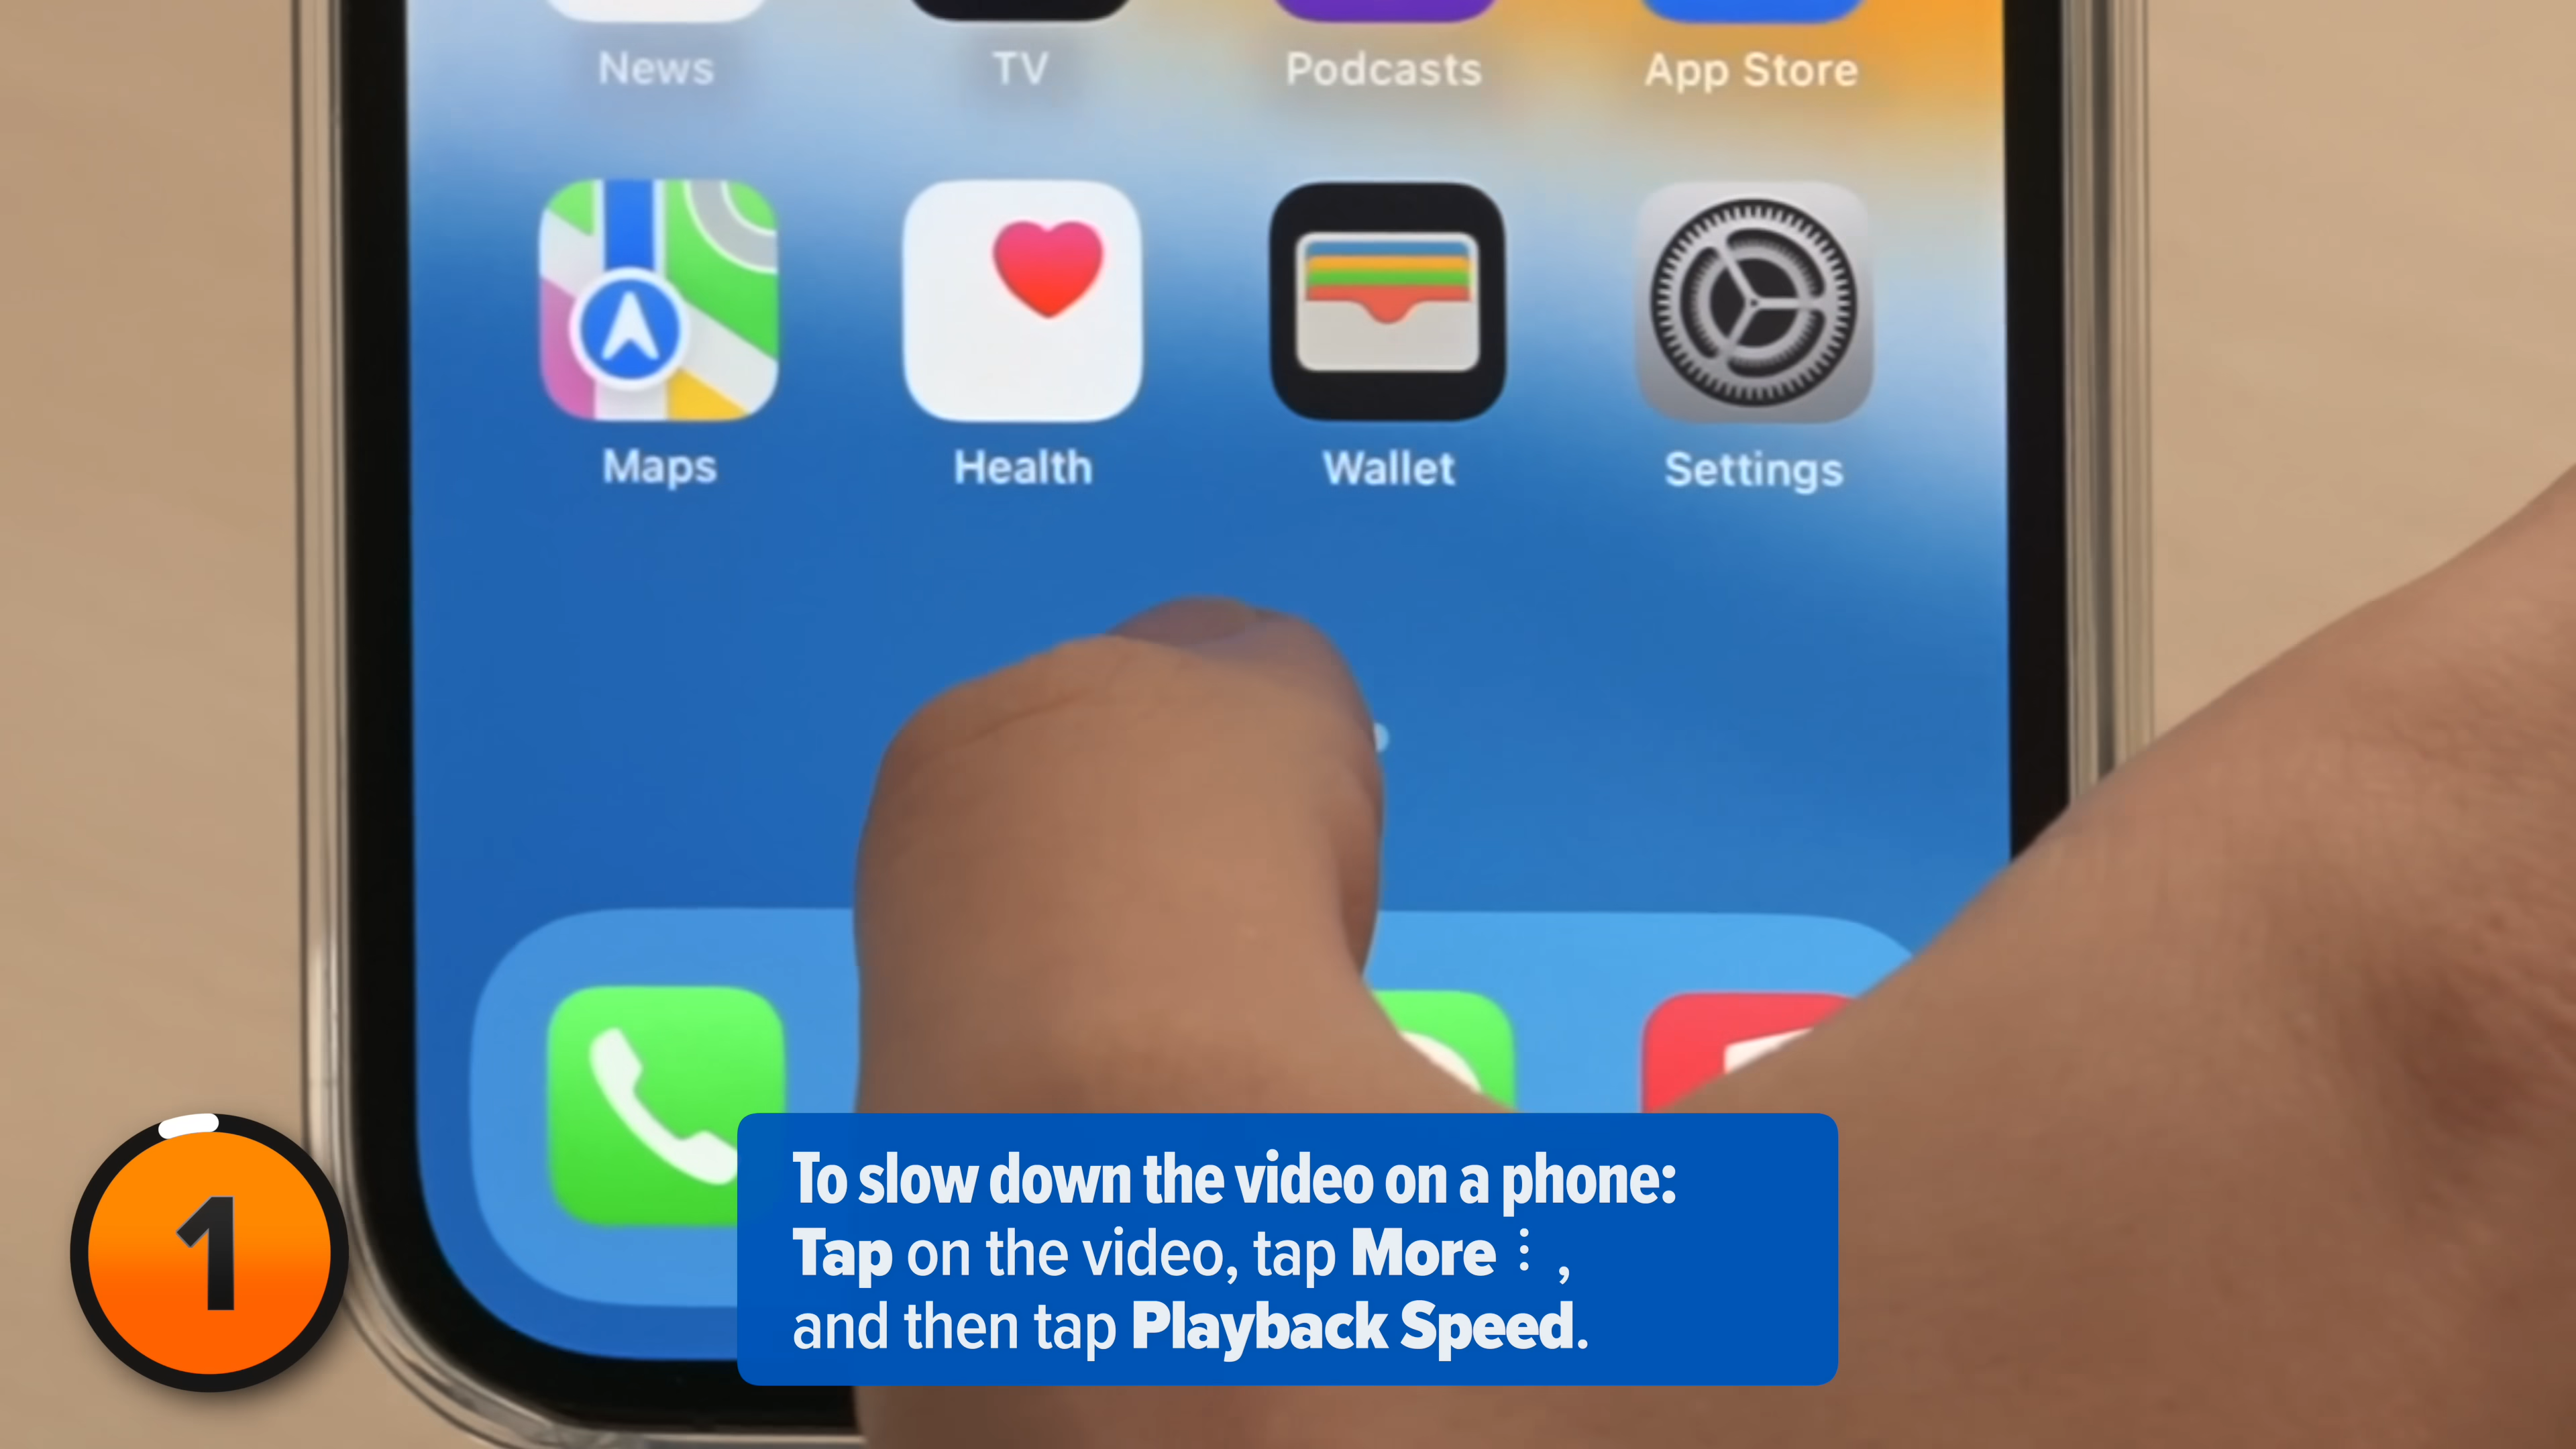 News TV Podcasts App Store
Maps Health Wallet Settings
1
To slow down the video on a phone:
Tap on the video, tap More ⋮ ,
and then tap Playback Speed.